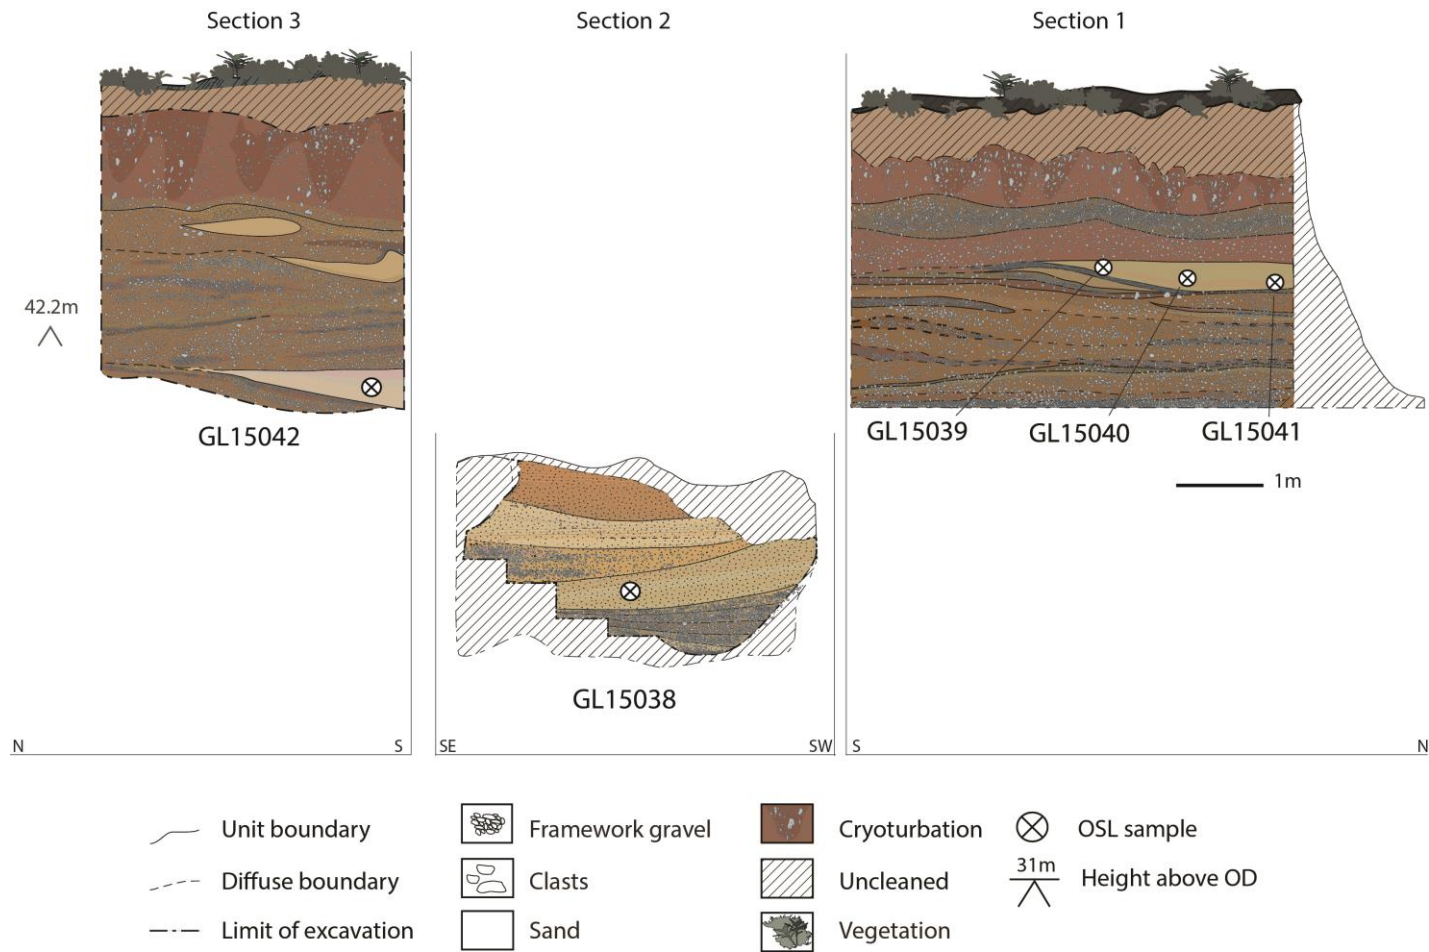 Section 3
Section 2
Section 1
42.2m
GL15042
GL15039
GL15040
GL15041
1m
GL15038
N
S
SE
SW
S
N
Unit boundary
Framework gravel
Cryoturbation
OSL sample
Diffuse boundary
Clasts
Uncleaned
31m
Height above OD
Limit of excavation
Sand
Vegetation